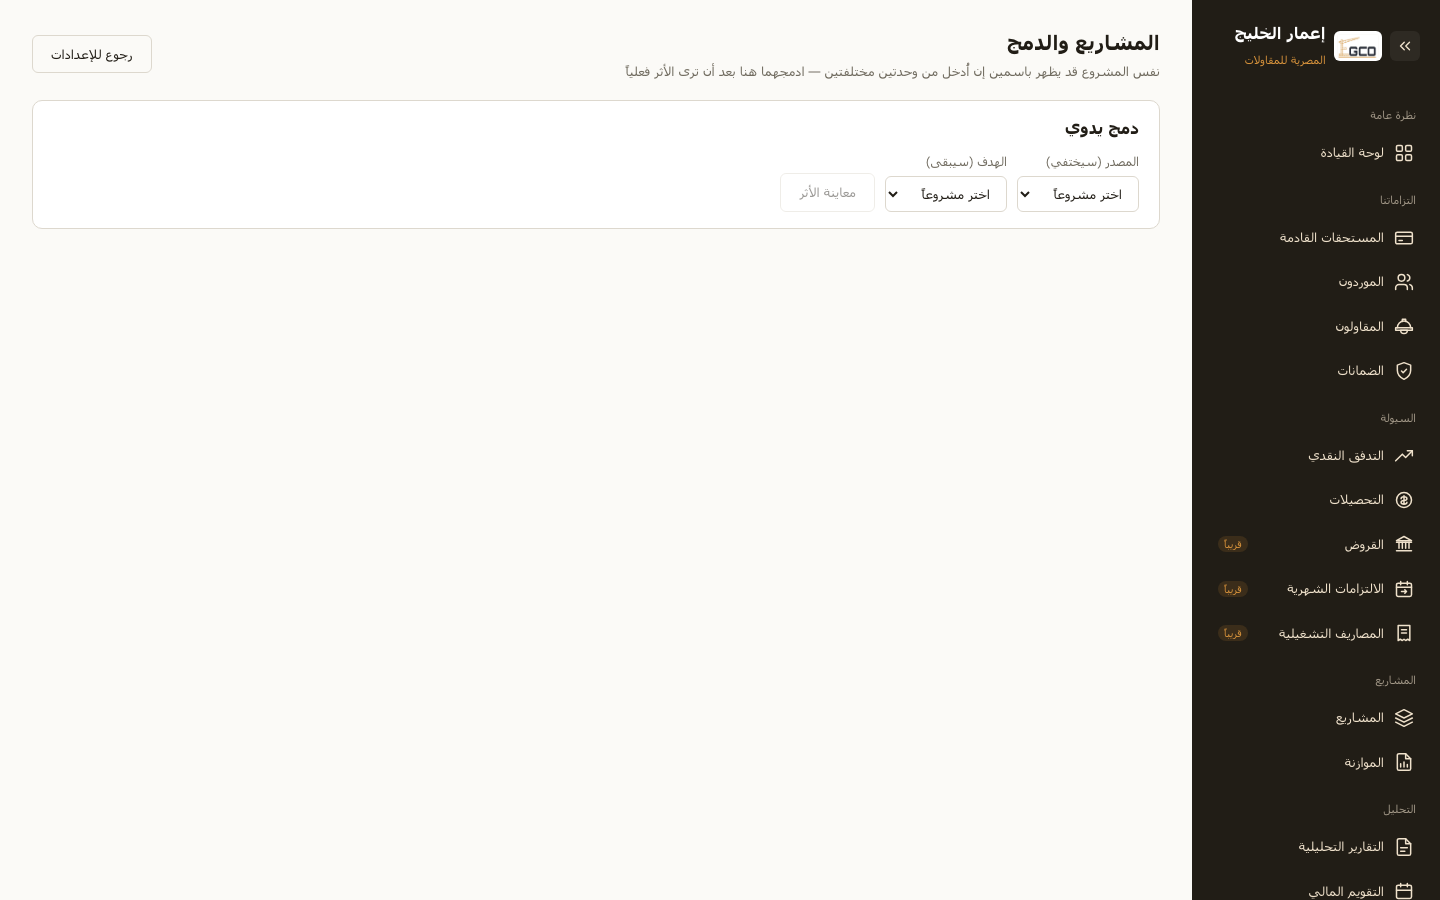 إعمار الخليج
المصرية للمقاولات
EGCO
نظرة عامة
لوحة القيادة
التزاماتنا
المستحقات القادمة
الموردون
المقاولون
الضمانات
السيولة
التدفق النقدي
التحصيلات
القروض
قريباً
الالتزامات الشهرية
قريباً
المصاريف التشغيلية
قريباً
المشاريع
المشاريع
الموازنة
التحليل
التقارير التحليلية
التقويم المالي
المشاريع والدمج
نفس المشروع قد يظهر باسمين إن أُدخل من وحدتين مختلفتين — ادمجهما هنا بعد أن ترى الأثر فعلياً
رجوع للإعدادات
دمج يدوي
المصدر (سيختفي)
اختر مشروعاً
الهدف (سيبقى)
اختر مشروعاً
معاينة الأثر